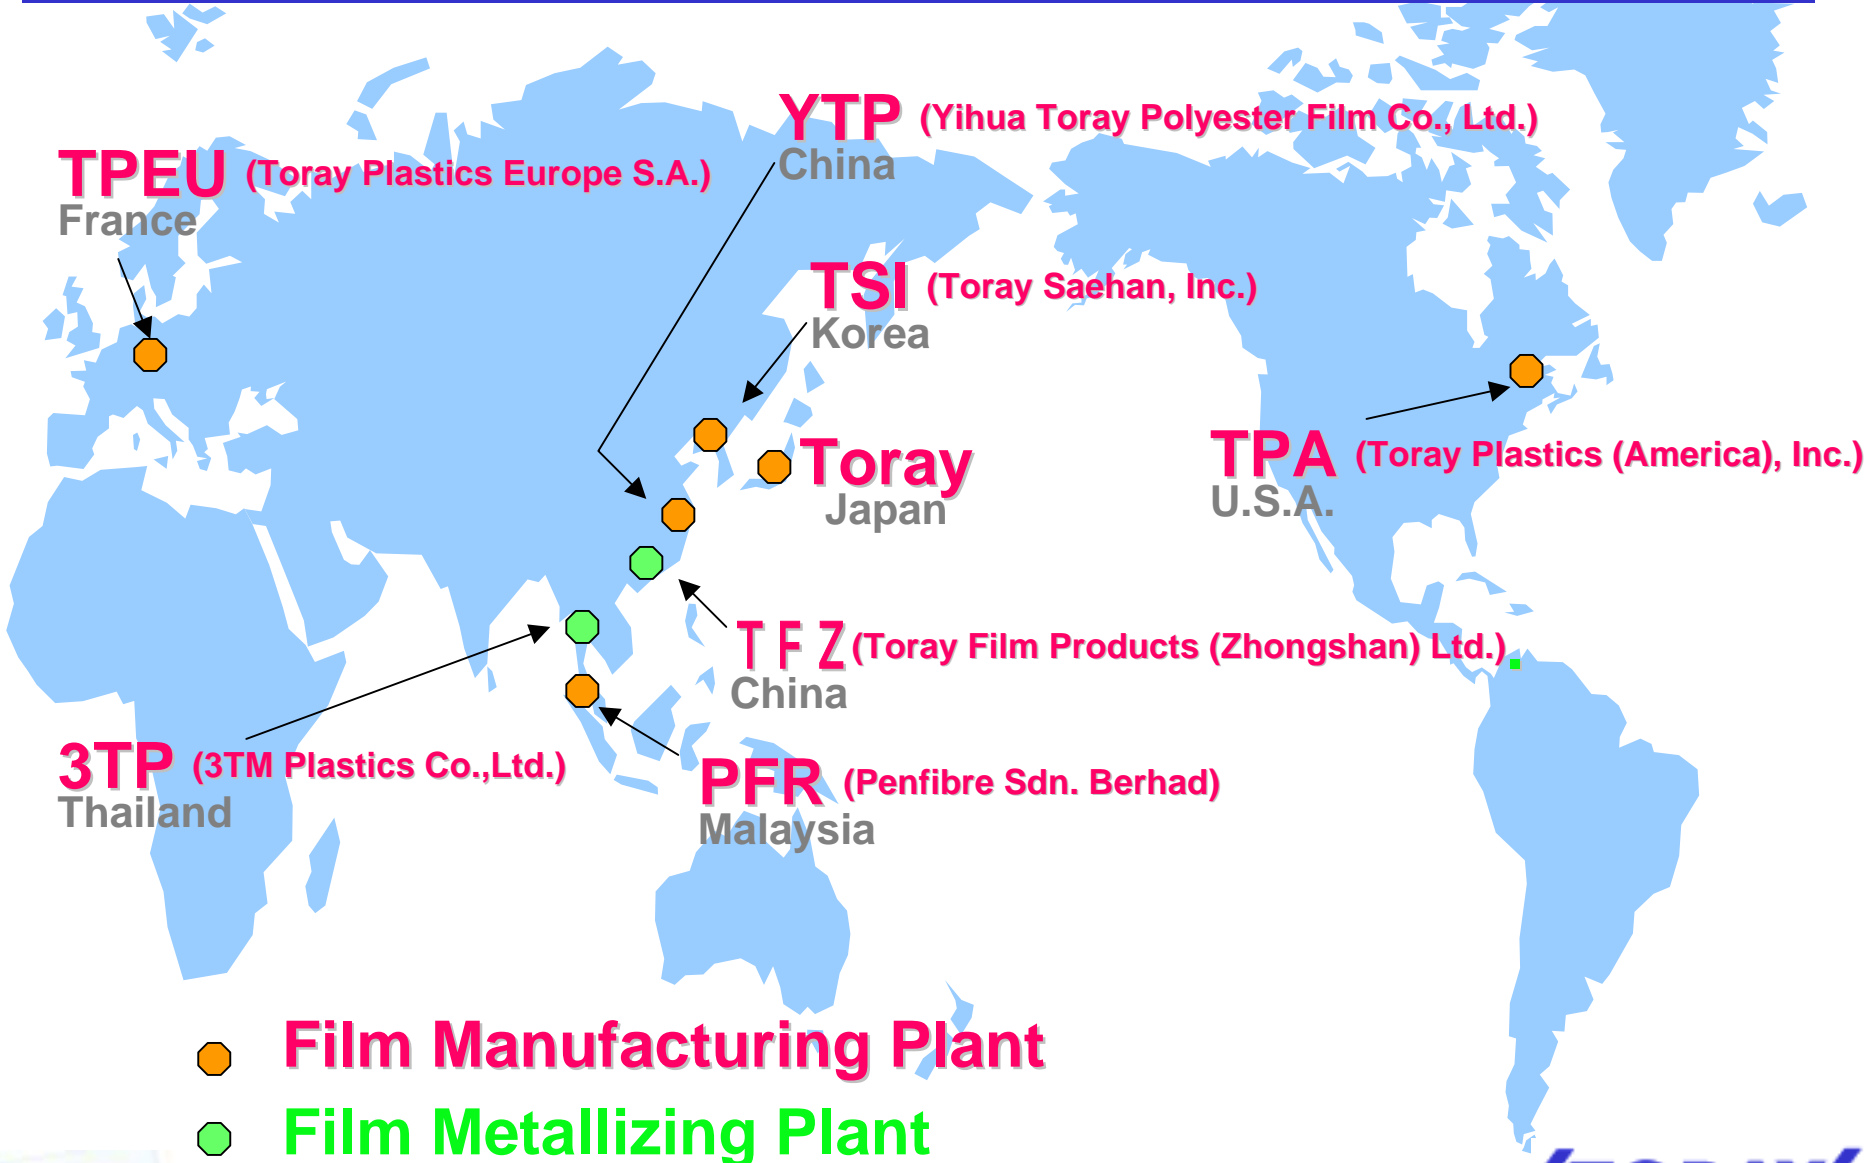 YTP (Yihua Toray Polyester Film Co., Ltd.)
China
TPEU (Toray Plastics Europe S.A.)
France
TSI (Toray Saehan, Inc.)
Korea
Toray
Japan
TPA (Toray Plastics (America), Inc.)
U.S.A.
ＴＦＺ(Toray Film Products (Zhongshan) Ltd.)
China
3TP (3TM Plastics Co.,Ltd.)
Thailand
PFR (Penfibre Sdn. Berhad)
Malaysia
Film Manufacturing Plant
Film Metallizing Plant